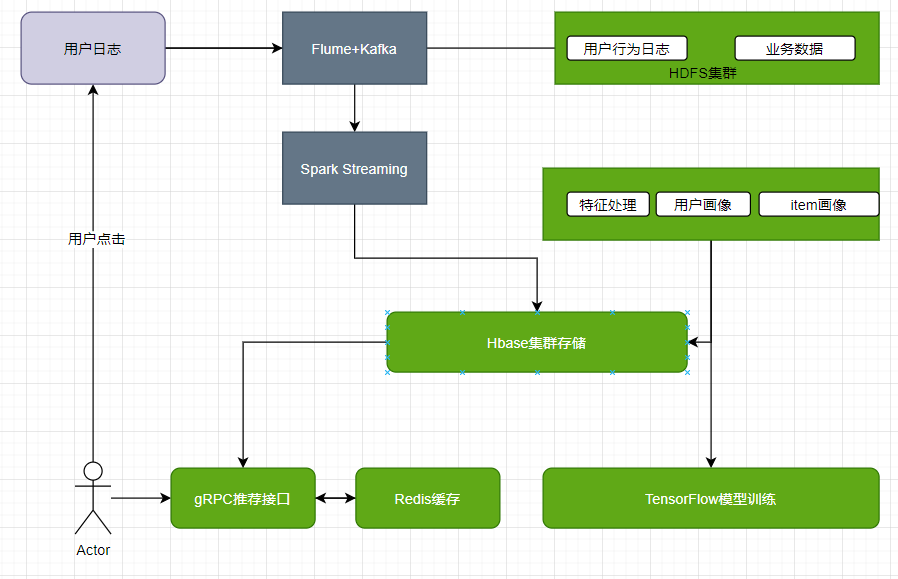 用户日志
Flume+Kafka
用户行为日志
业务数据
HDFS集群
Spark Streaming
特征处理
用户画像
item画像
用户点击
Hbase集群存储
gRPC推荐接口
Redis缓存
TensorFlow模型训练
Actor